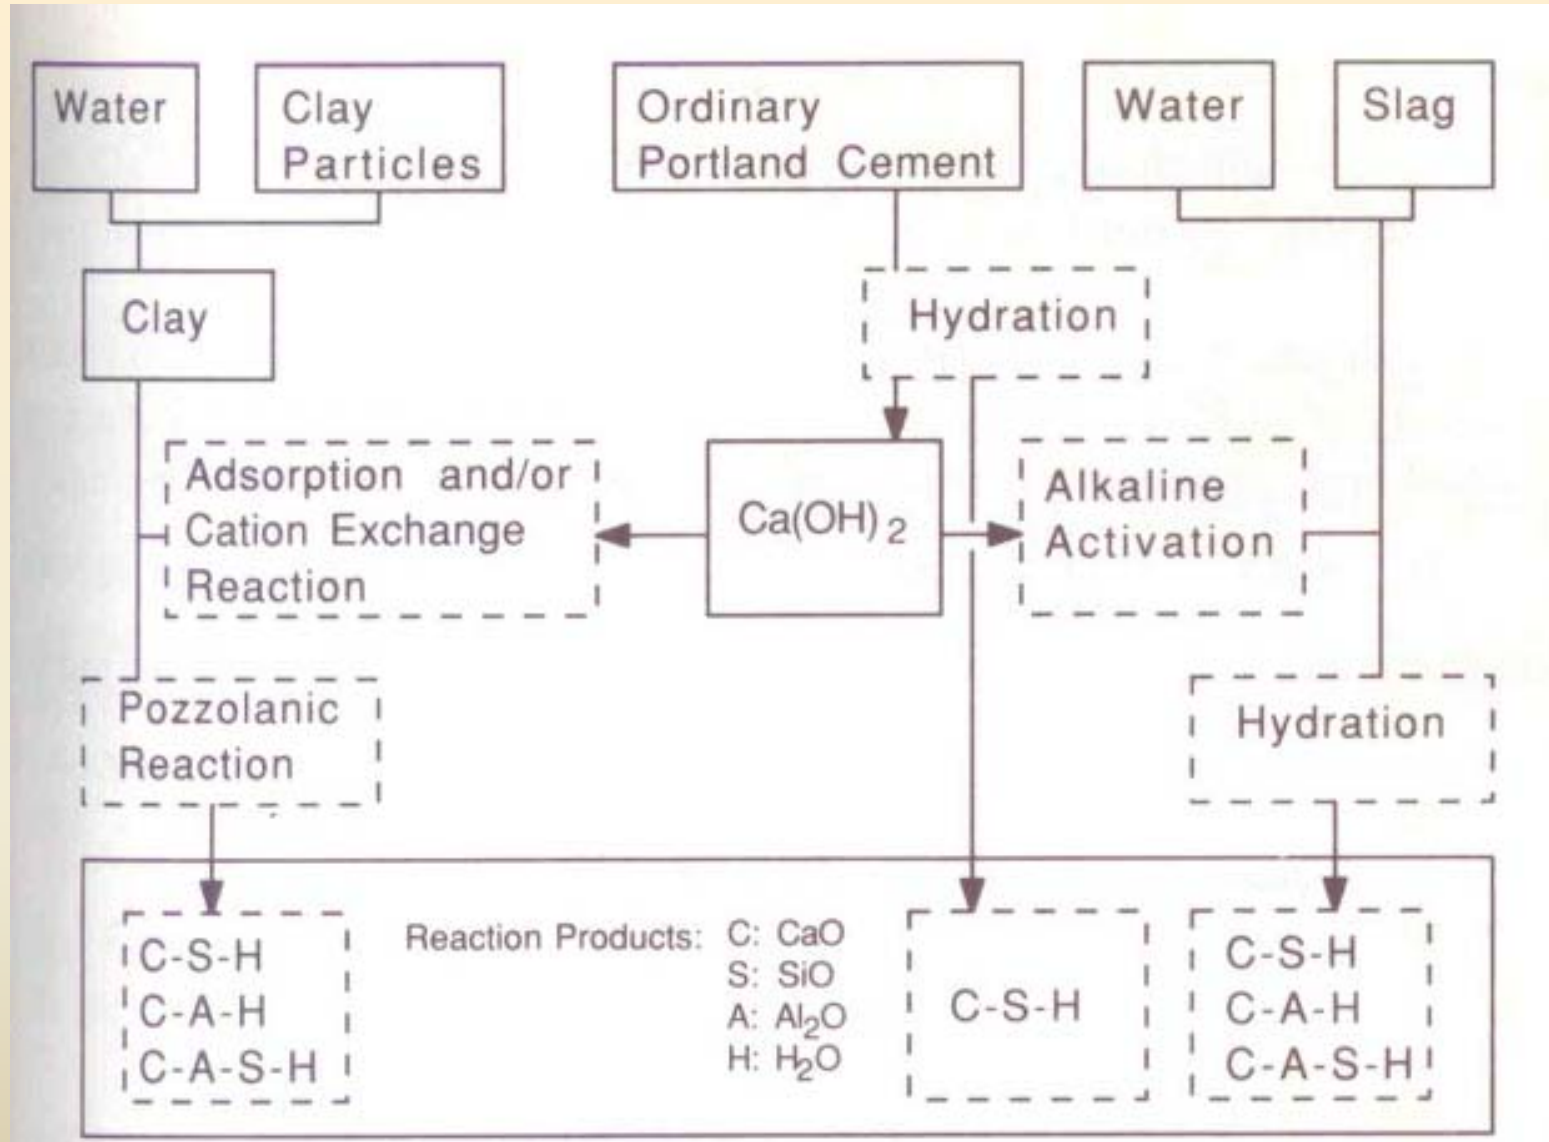 Water
Clay
Particles
Ordinary
Portland Cement
Water
Slag
Clay
Hydration
Adsorption and/or
Cation Exchange
Reaction
Ca(OH)2
Alkaline
Activation
Pozzolanic
Reaction
Hydration
C-S-H
C-A-H
C-A-S-H
Reaction Products: C: CaO
S: SiO
A: Al2O
H: H2O
C-S-H
C-S-H
C-A-H
C-A-S-H